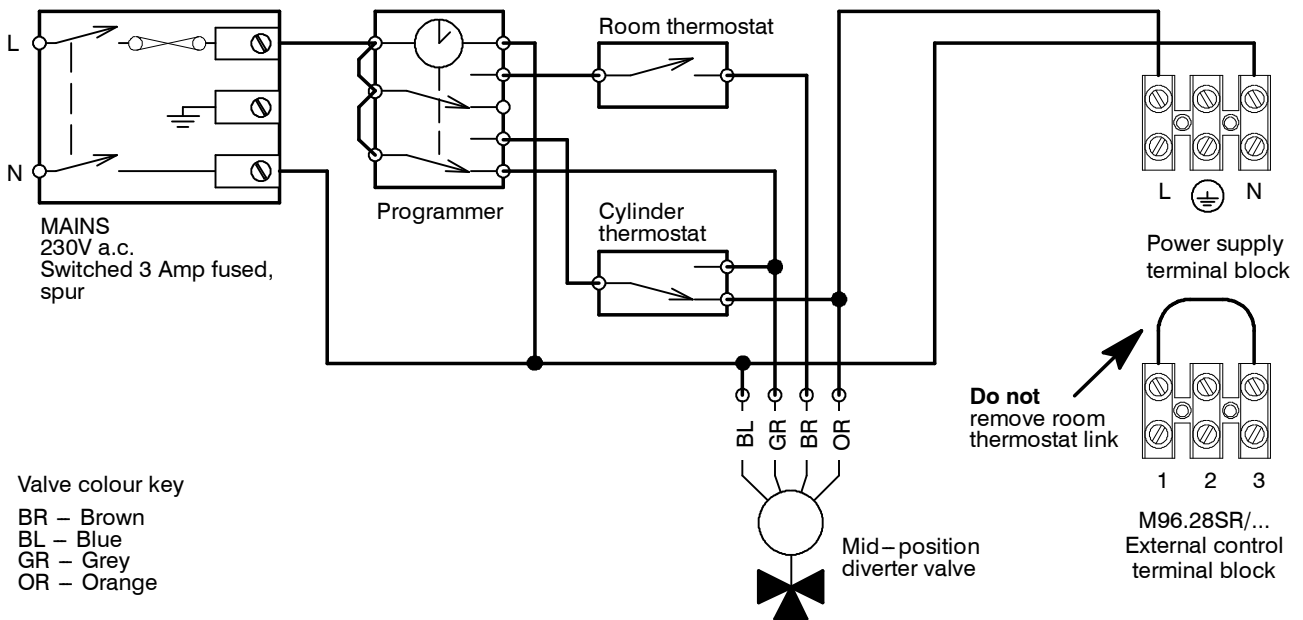 L
N
MAINS
230V a.c.
Switched 3 Amp fused,
spur
Programmer
Room thermostat
Cylinder
thermostat
L
N
Power supply
terminal block
Do not
remove room
thermostat link
1 2 3
M96.28SR/...
External control
terminal block
BL
GR
BR
OR
Mid–position
diverter valve
Valve colour key
BR – Brown
BL – Blue
GR – Grey
OR – Orange